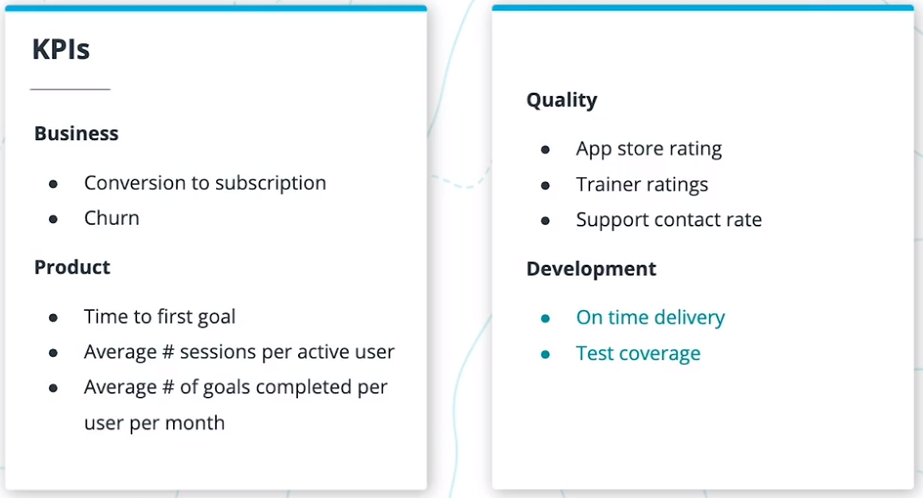 KPIs
Business
● Conversion to subscription
● Churn
Product
● Time to first goal
● Average # sessions per active user
● Average # of goals completed per
user per month
Quality
● App store rating
● Trainer ratings
● Support contact rate
Development
● On time delivery
● Test coverage